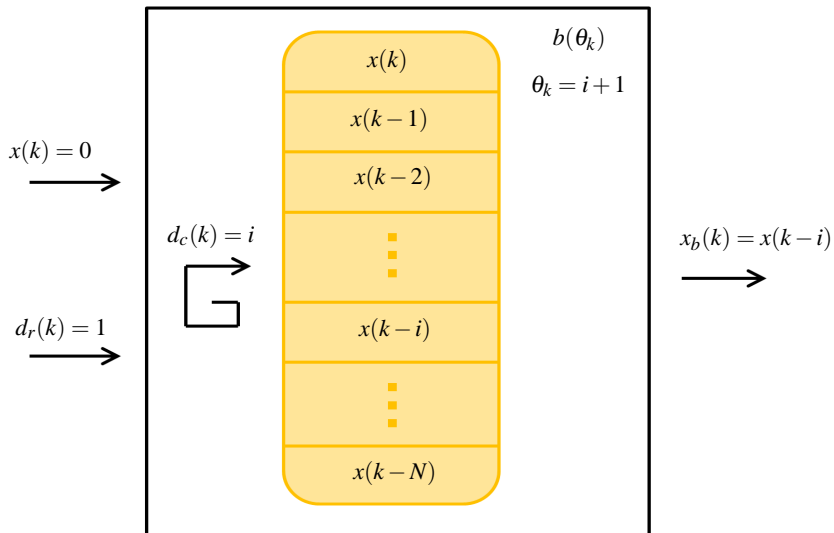 b(θ_k)
θ_k = i + 1
x(k)
x(k − 1)
x(k − 2)
x(k − i)
x(k − N)
x(k) = 0
d_r(k) = 1
d_c(k) = i
x_b(k) = x(k − i)